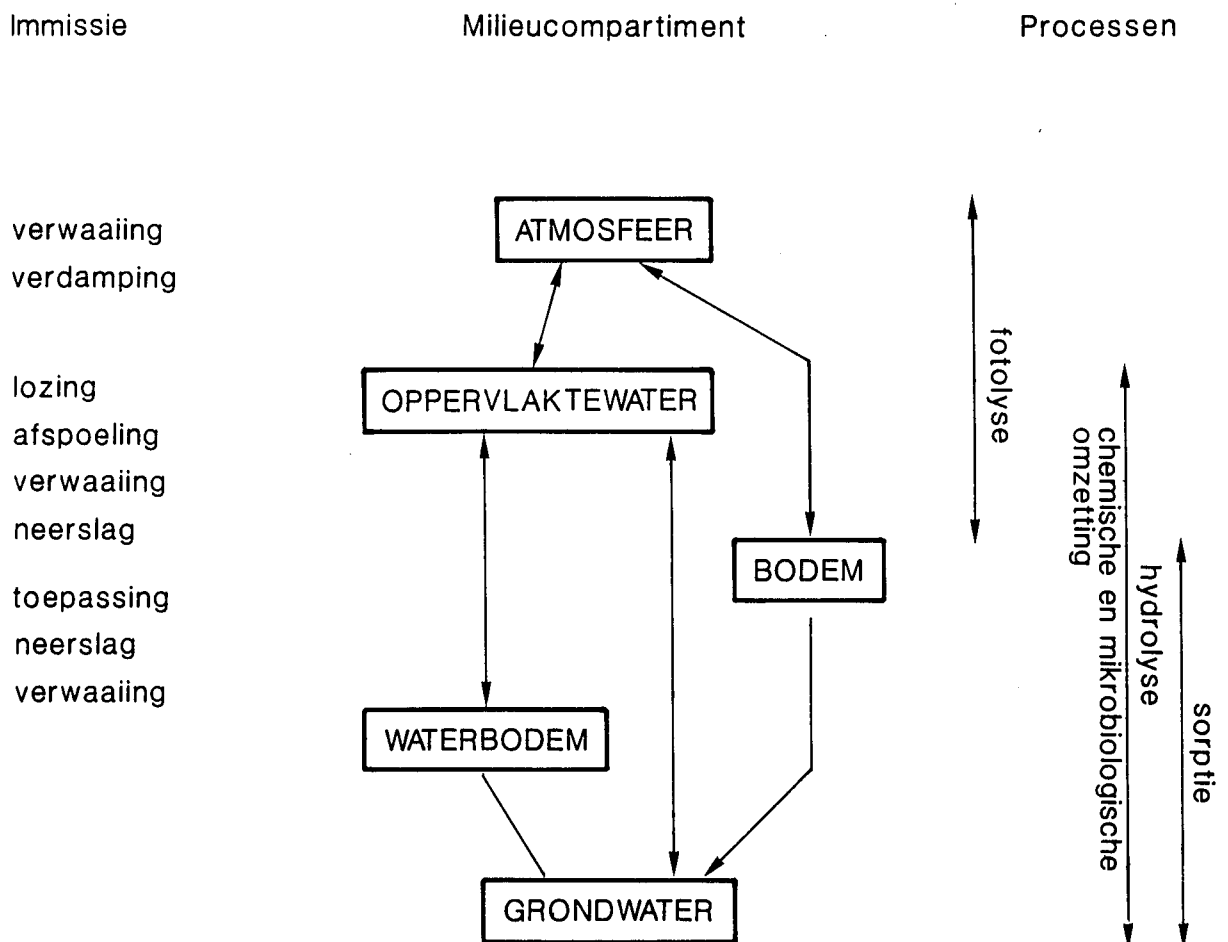 Immissie Milieucompartiment Processen
verwaaiing
verdamping
ATMOSFEER
lozing
afspoeling
verwaaiing
neerslag
OPPERVLAKTEWATER
toepassing
neerslag
verwaaiing
BODEM
WATERBODEM
GRONDWATER
fotolyse
chemische en mikrobiologische
omzetting
hydrolyse
sorptie